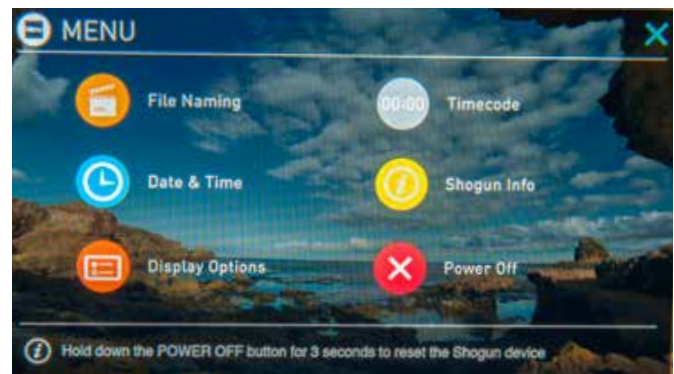 MENU
File Naming
00:00
Timecode
Date & Time
Shogun Info
Display Options
Power Off
Hold down the POWER OFF button for 3 seconds to reset the Shogun device